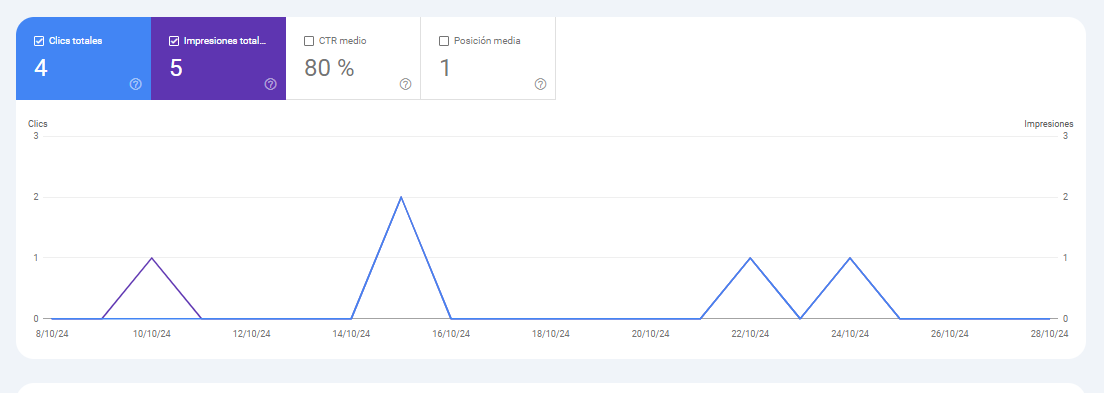 Clics totales
4
Impresiones total...
5
CTR medio
80 %
Posición media
1
Clics
Impresiones
3
3
2
2
1
1
0
0
8/10/24 10/10/24 12/10/24 14/10/24 16/10/24 18/10/24 20/10/24 22/10/24 24/10/24 26/10/24 28/10/24